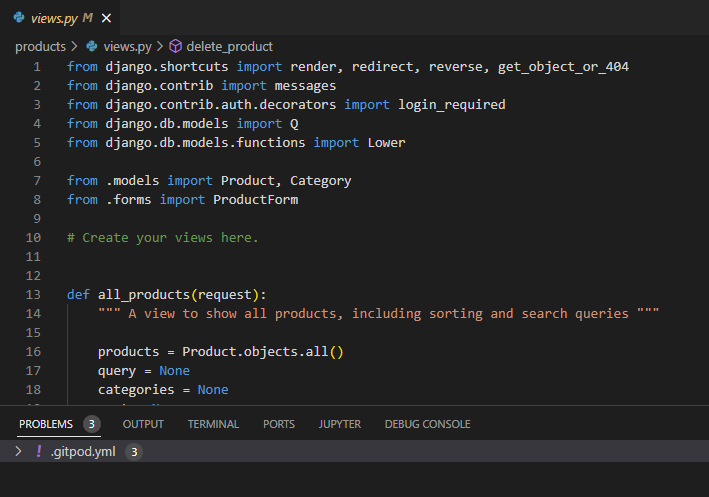 views.py M
products > views.py > delete_product
1 from django.shortcuts import render, redirect, reverse, get_object_or_404
2 from django.contrib import messages
3 from django.contrib.auth.decorators import login_required
4 from django.db.models import Q
5 from django.db.models.functions import Lower
6
7 from .models import Product, Category
8 from .forms import ProductForm
9
10 # Create your views here.
11
12
13 def all_products(request):
14 """ A view to show all products, including sorting and search queries """
15
16 products = Product.objects.all()
17 query = None
18 categories = None
PROBLEMS 3 OUTPUT TERMINAL PORTS JUPYTER DEBUG CONSOLE
> ! .gitpod.yml 3